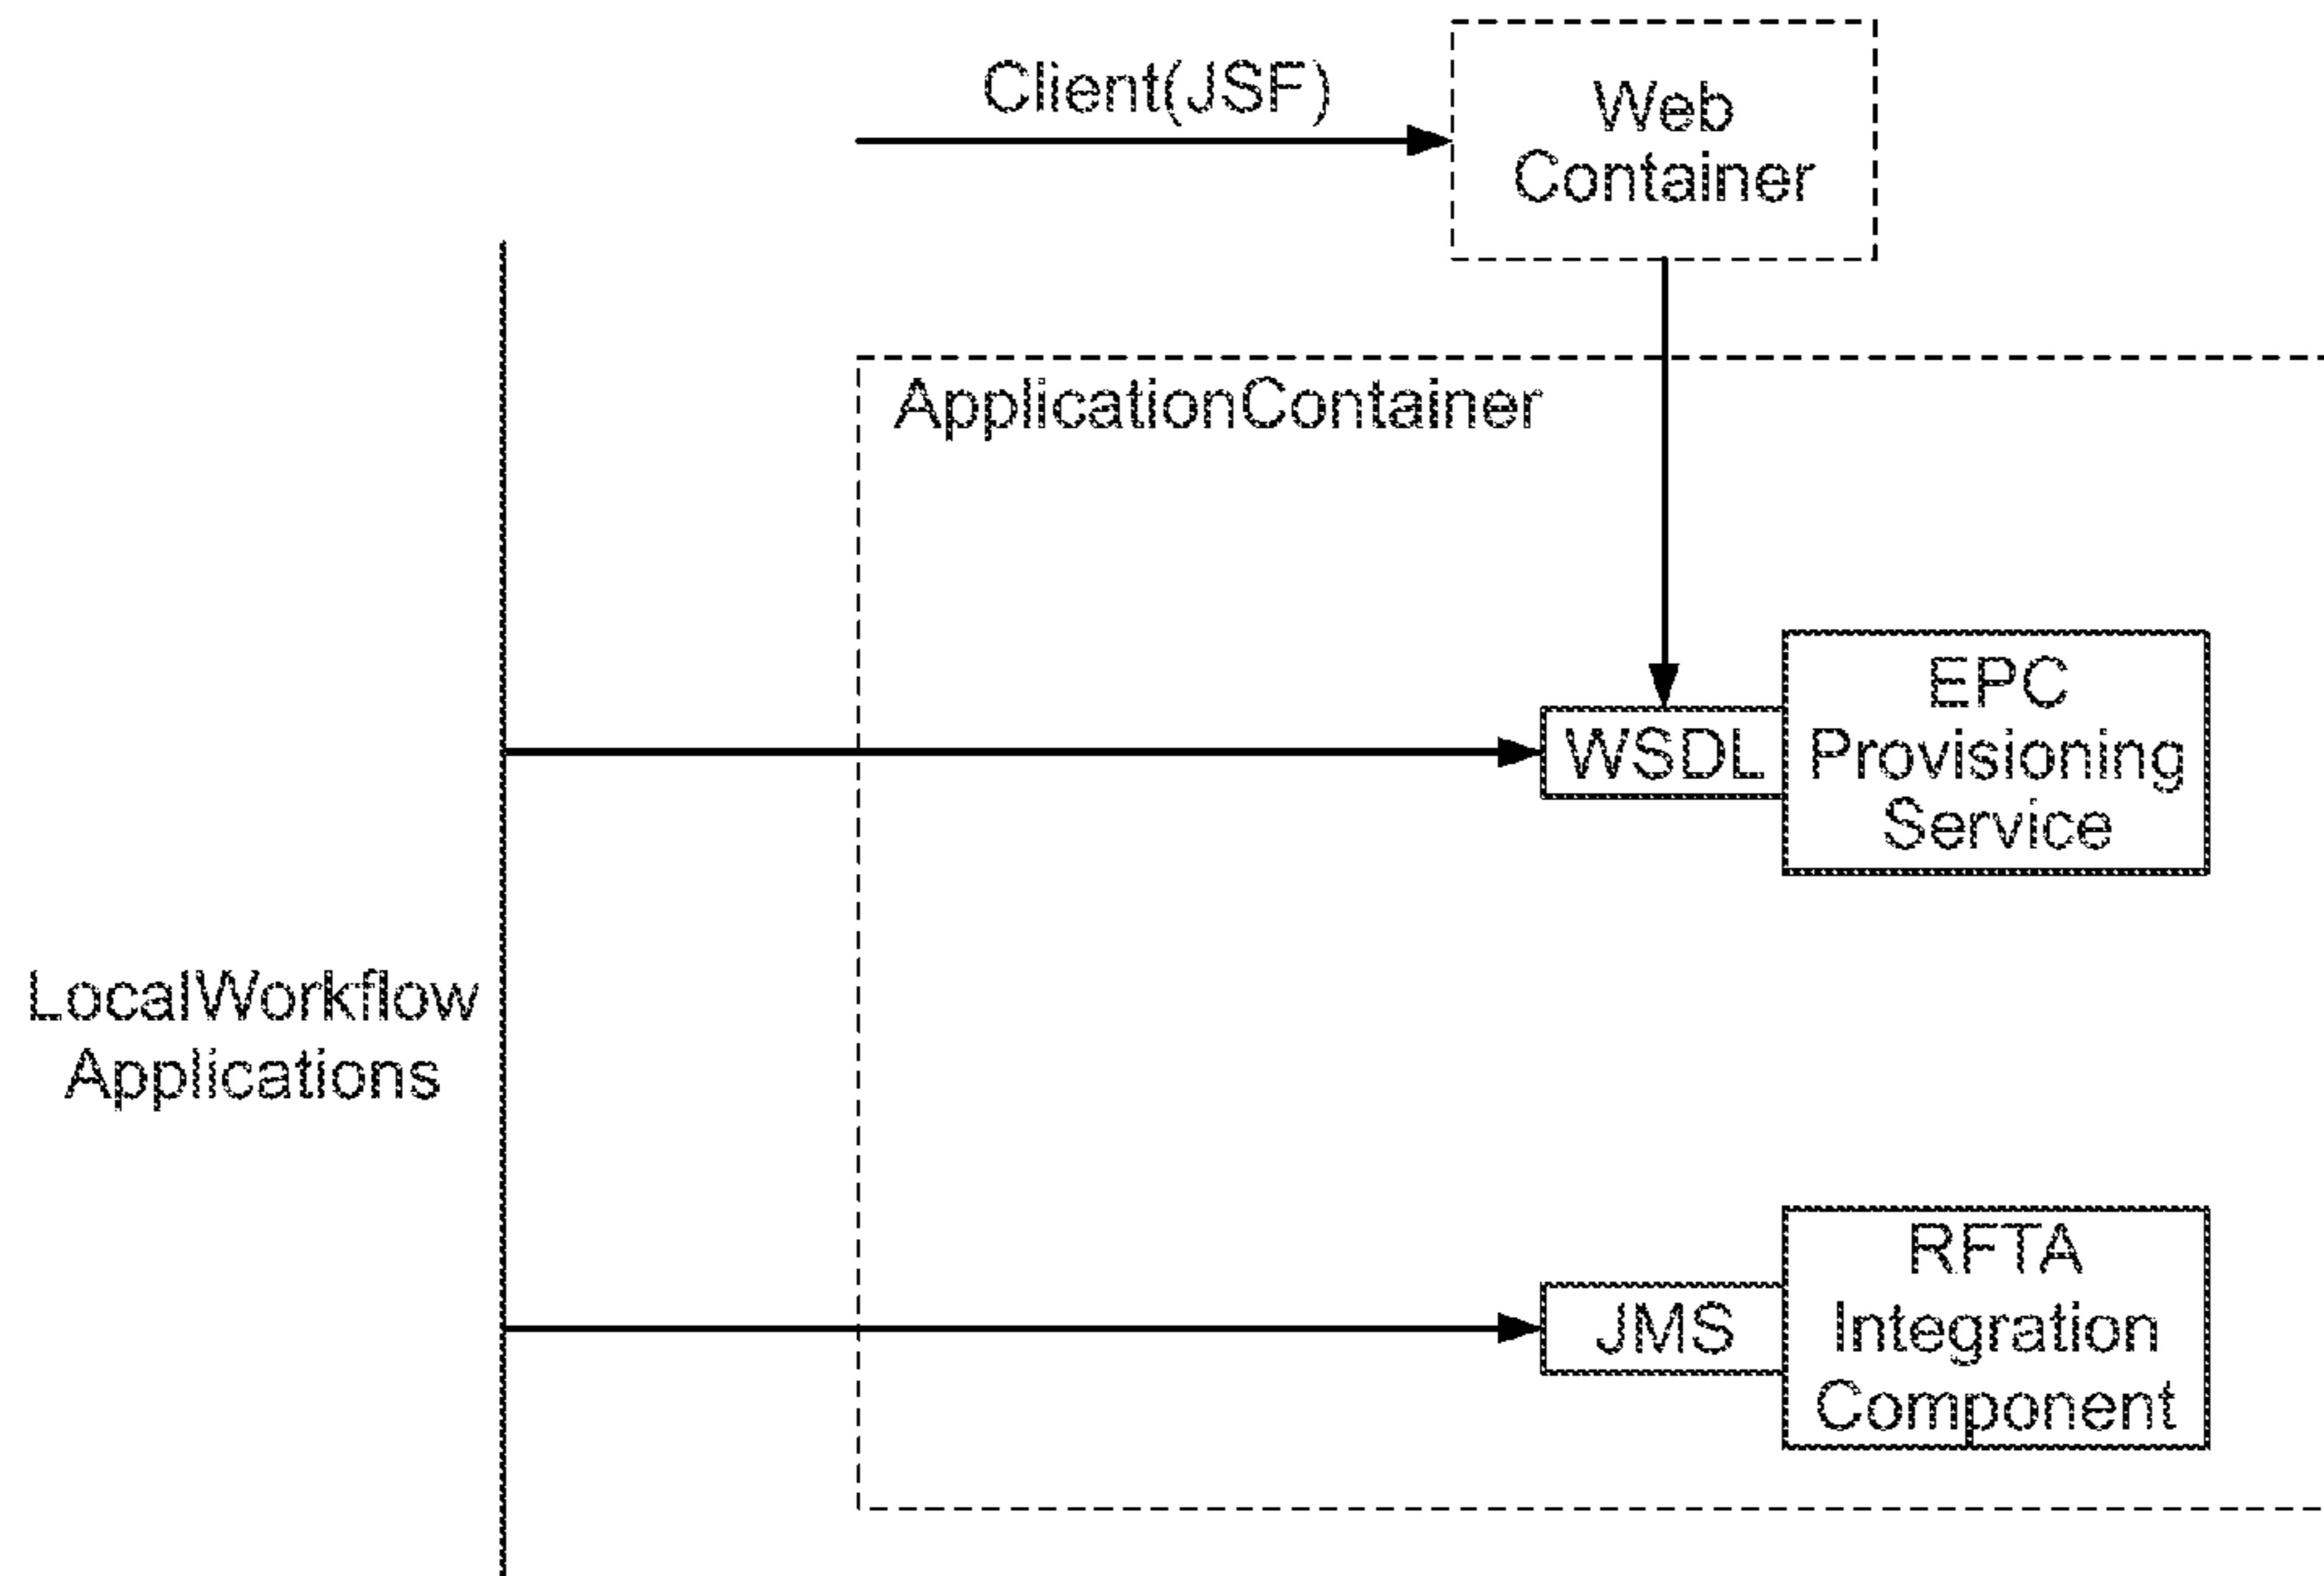 Client(JSF)
Web
Container
ApplicationContainer
WSDL
EPC
Provisioning
Service
LocalWorkflow
Applications
JMS
RFTA
Integration
Component